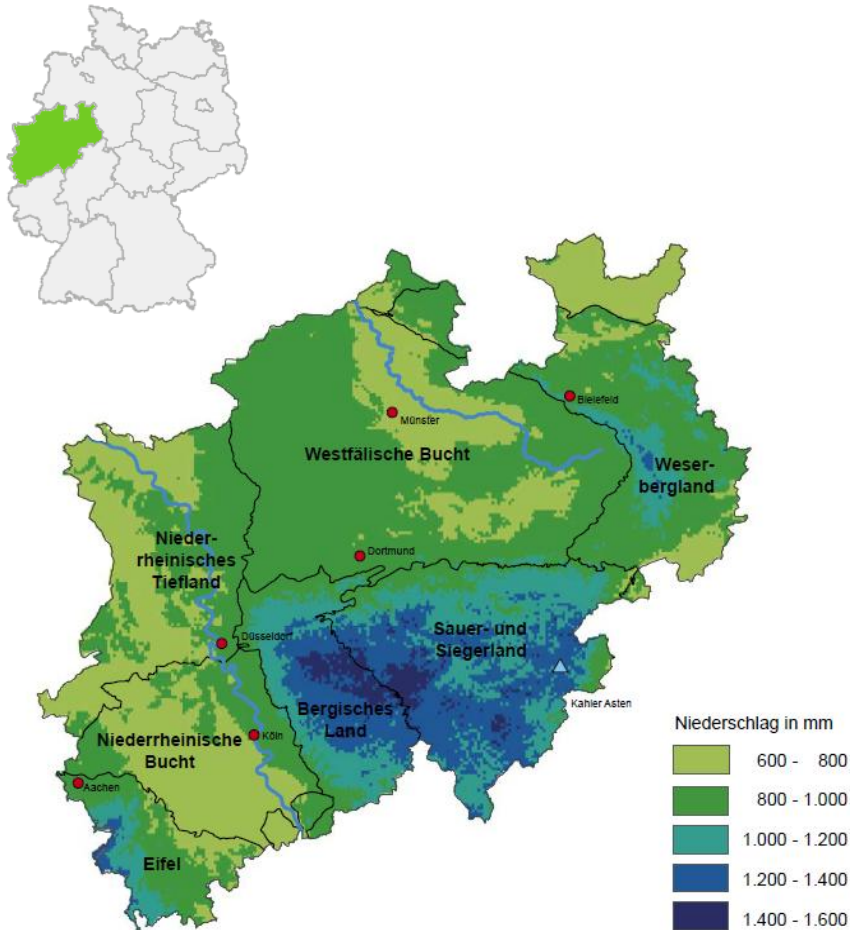 Bielefeld
Münster
Westfälische Bucht
Weser-
bergland
Nieder-
rheinisches
Tiefland
Dortmund
Düsseldorf
Sauer- und
Siegerland
Kahler Asten
Bergisches
Land
Niederrheinische
Bucht
Köln
Aachen
Eifel
Niederschlag in mm
600 - 800
800 - 1.000
1.000 - 1.200
1.200 - 1.400
1.400 - 1.600